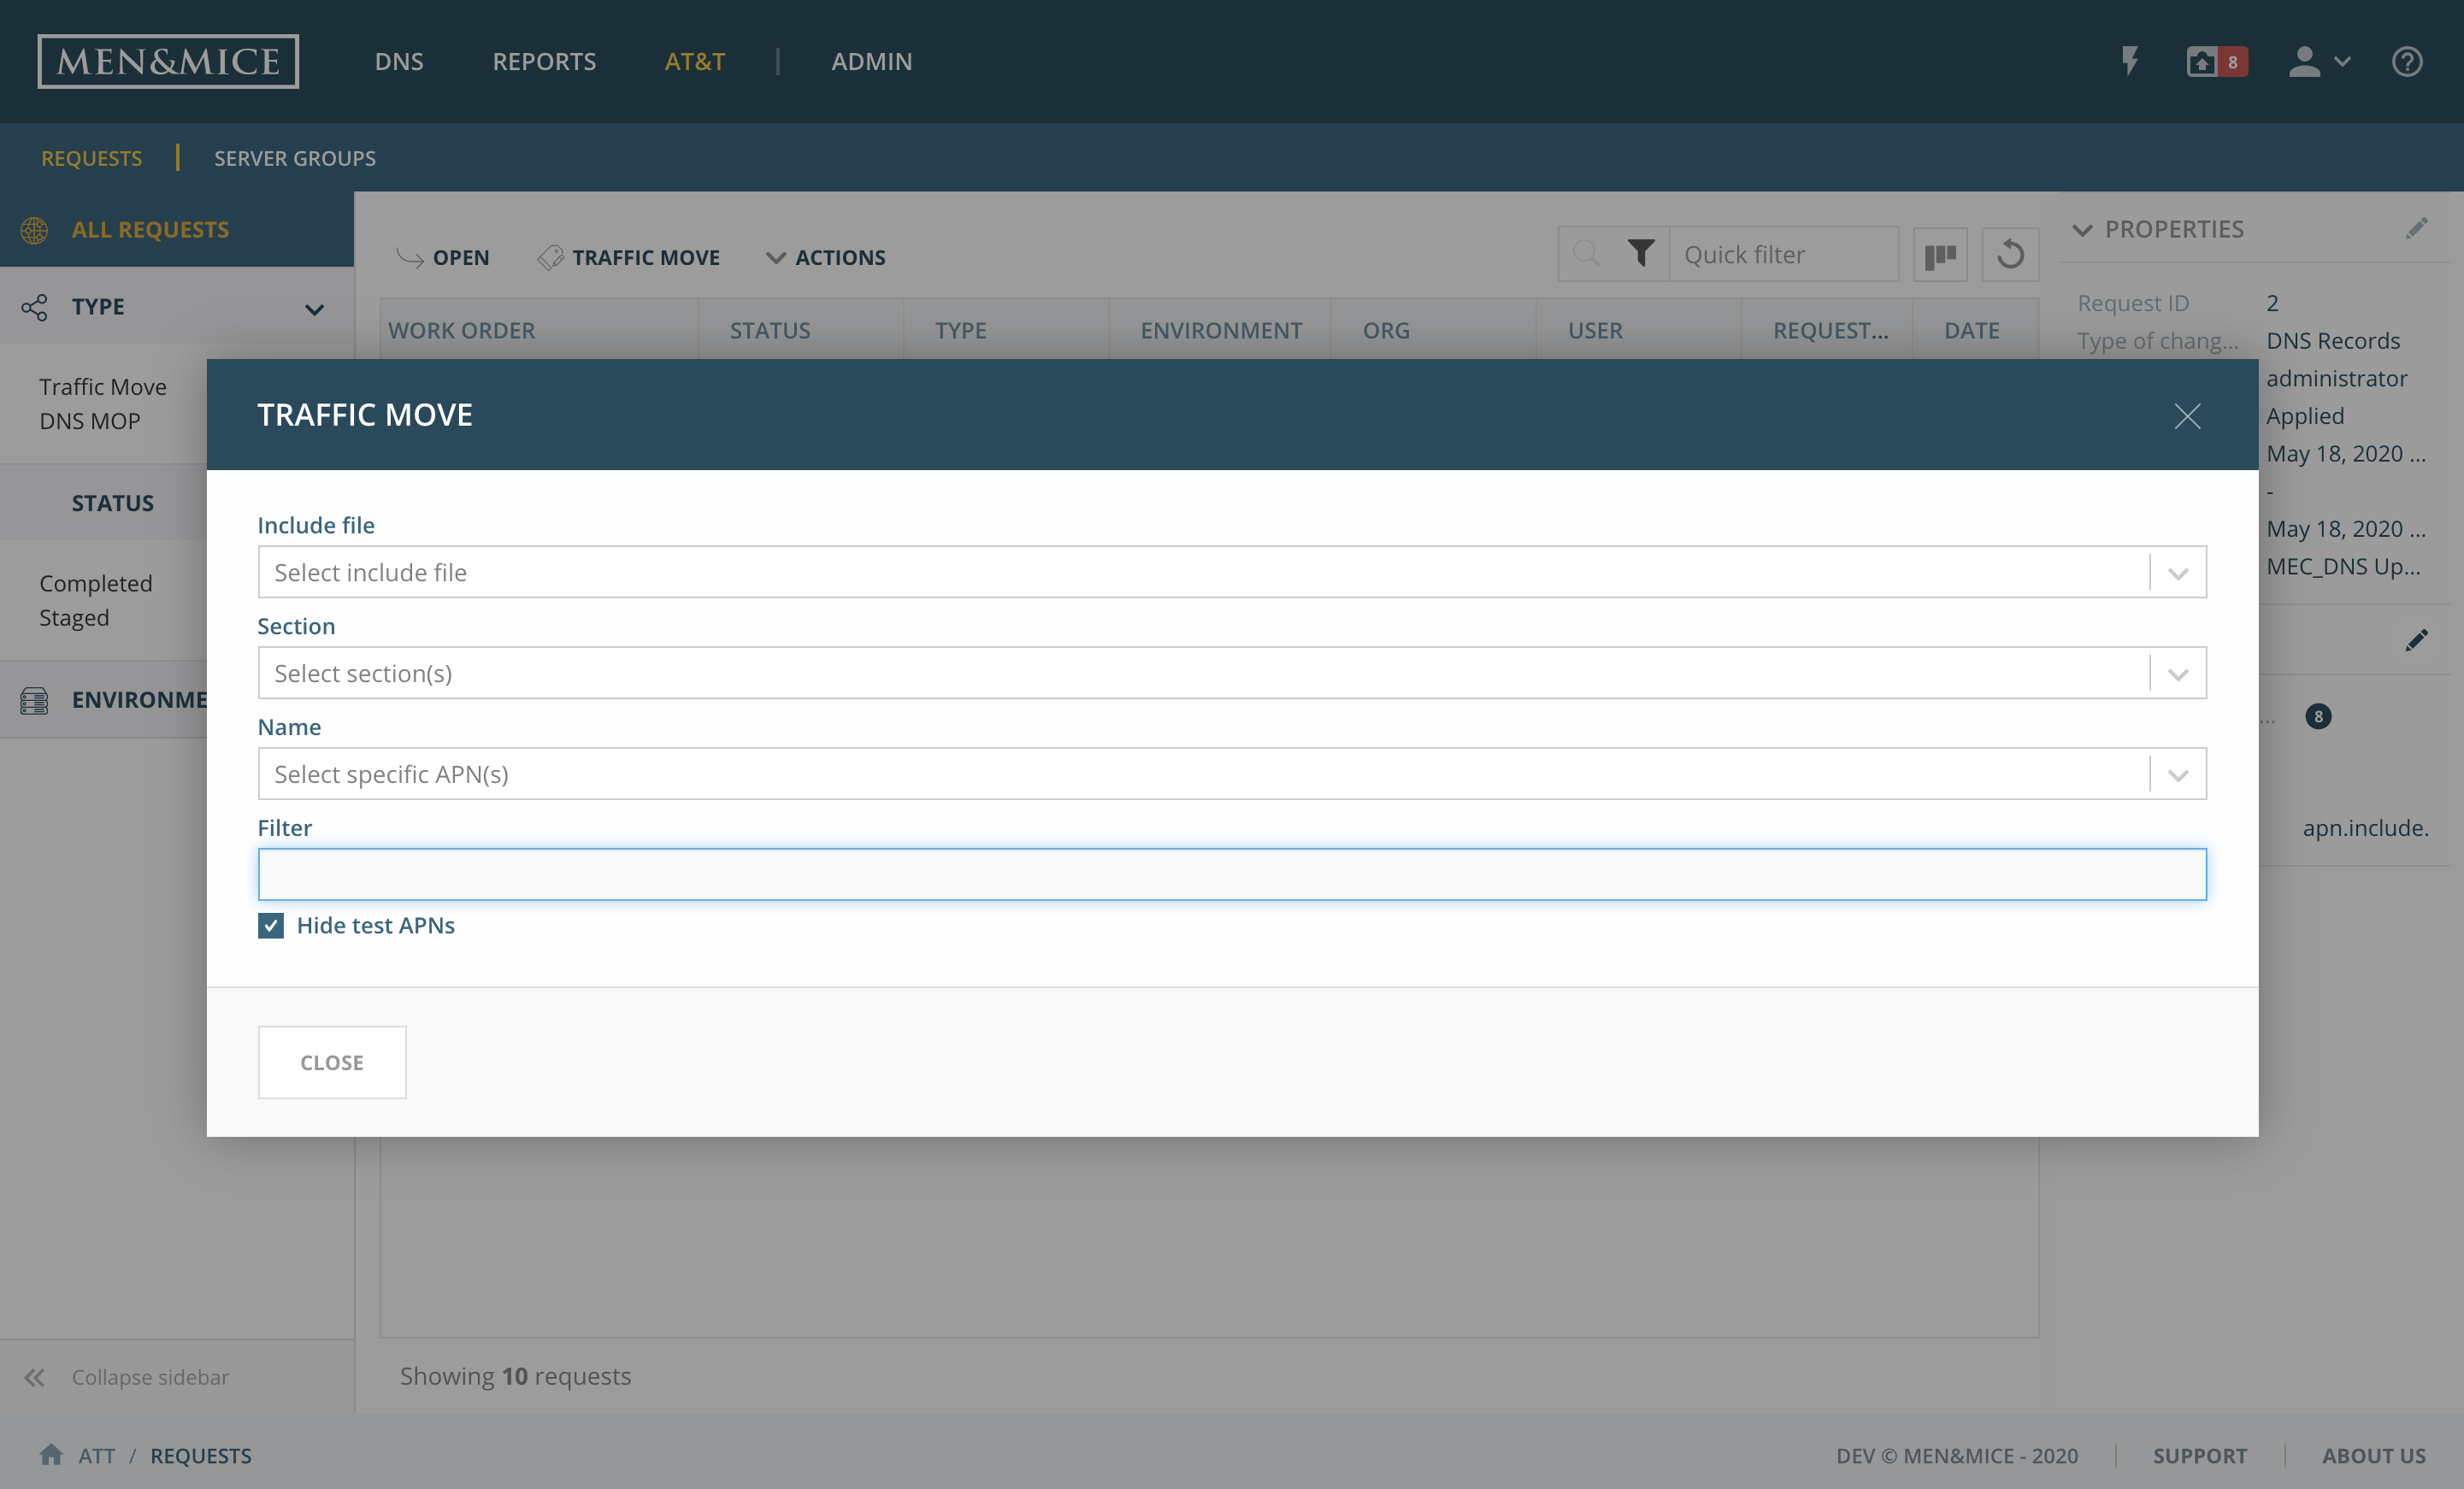 MEN&MICE DNS REPORTS AT&T | ADMIN 8
REQUESTS | SERVER GROUPS
ALL REQUESTS
TYPE
Traffic Move
DNS MOP
STATUS
Completed
Staged
ENVIRONME
Collapse sidebar
OPEN TRAFFIC MOVE ACTIONS Quick filter
WORK ORDER STATUS TYPE ENVIRONMENT ORG USER REQUEST... DATE
PROPERTIES
Request ID 2
Type of chang... DNS Records
administrator
Applied
May 18, 2020 ...
-
May 18, 2020 ...
MEC_DNS Up...
... 8
apn.include.
TRAFFIC MOVE
Include file
Select include file
Section
Select section(s)
Name
Select specific APN(s)
Filter
Hide test APNs
CLOSE
Showing 10 requests
ATT / REQUESTS
DEV © MEN&MICE - 2020 | SUPPORT | ABOUT US